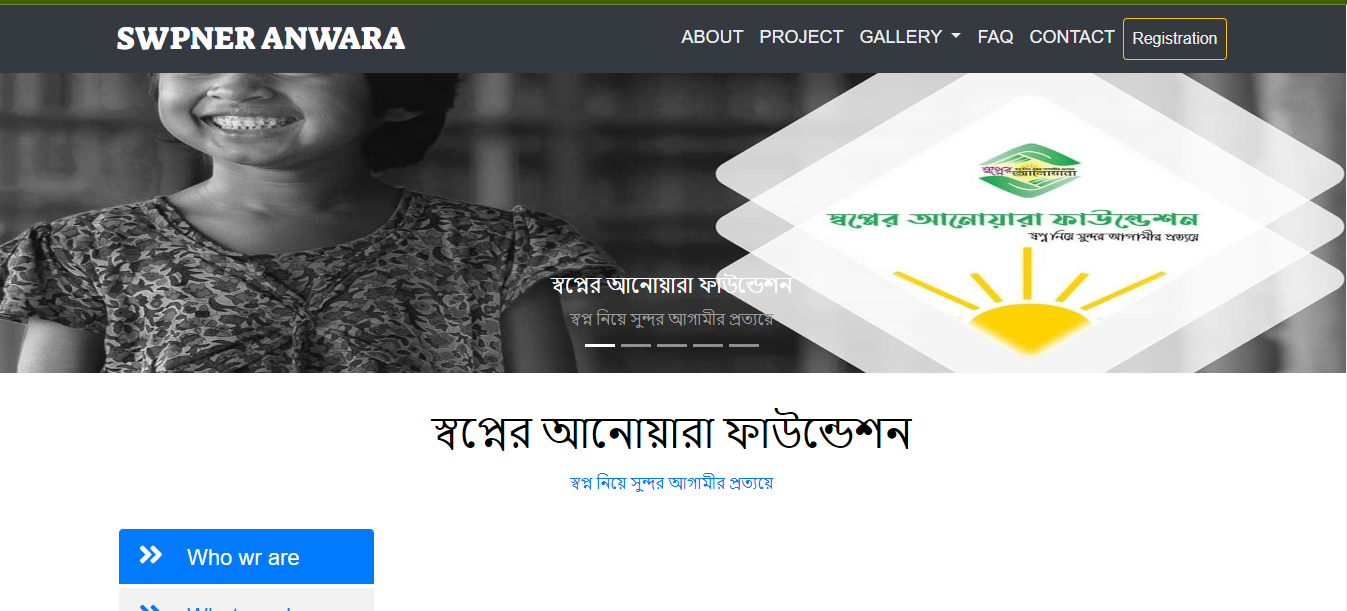 SWPNER ANWARA
ABOUT PROJECT GALLERY FAQ CONTACT Registration
স্বপ্নের আনোয়ারা
স্বপ্নের আনোয়ারা ফাউন্ডেশন
স্বপ্ন নিয়ে সুন্দর আগামীর প্রত্যয়ে
স্বপ্নের আনোয়ারা ফাউন্ডেশন
স্বপ্ন নিয়ে সুন্দর আগামীর প্রত্যয়ে
স্বপ্নের আনোয়ারা ফাউন্ডেশন
স্বপ্ন নিয়ে সুন্দর আগামীর প্রত্যয়ে
Who wr are